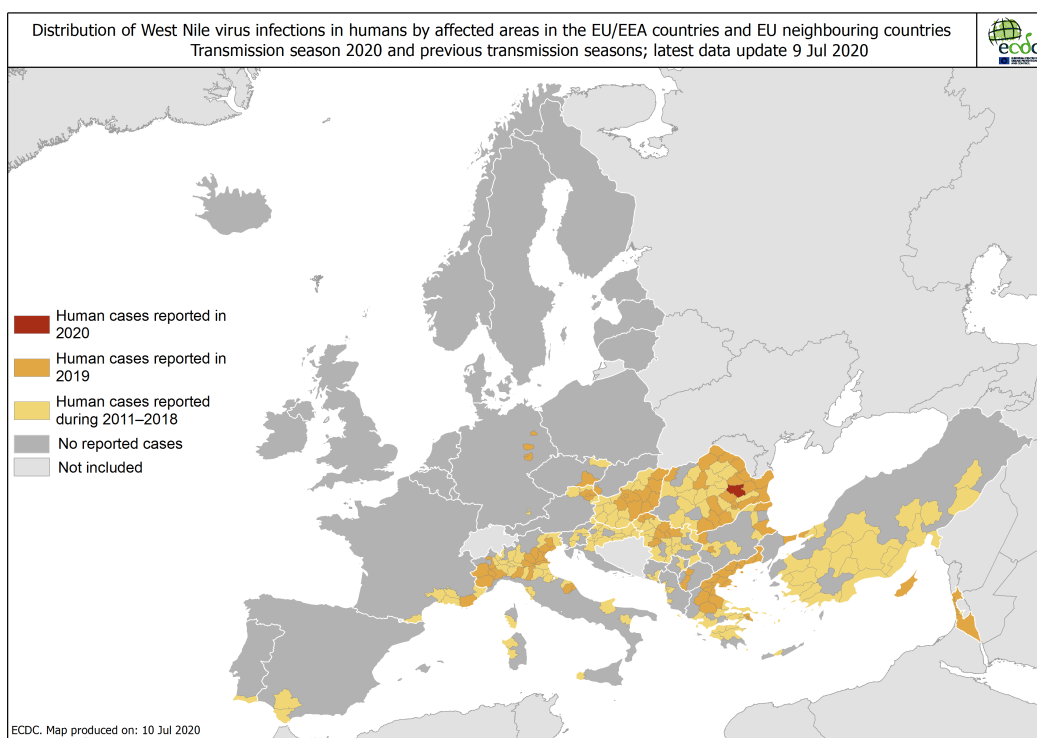 Distribution of West Nile virus infections in humans by affected areas in the EU/EEA countries and EU neighbouring countries
Transmission season 2020 and previous transmission seasons; latest data update 9 Jul 2020
ecdc
Human cases reported in
2020
Human cases reported in
2019
Human cases reported
during 2011–2018
No reported cases
Not included
ECDC. Map produced on: 10 Jul 2020